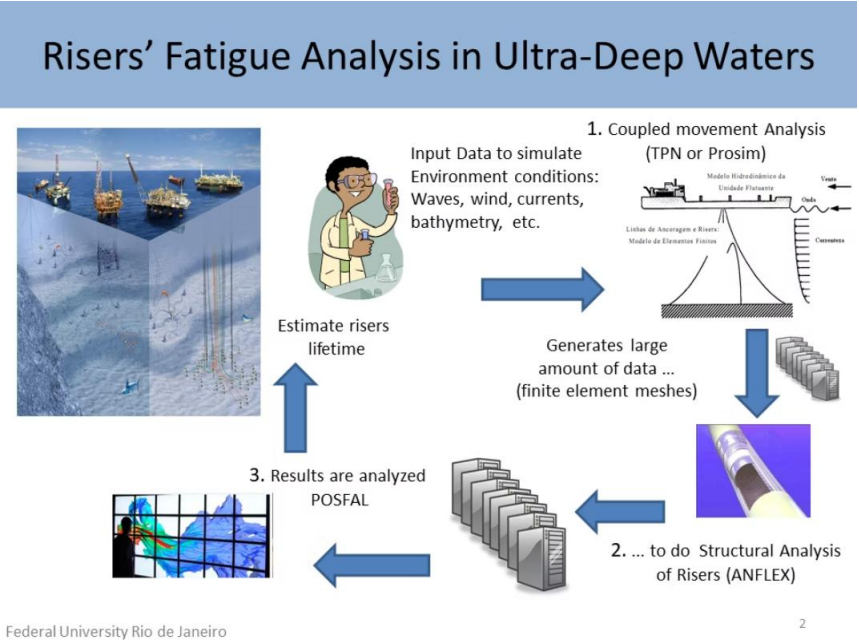 Risers' Fatigue Analysis in Ultra-Deep Waters
1. Coupled movement Analysis
(TPN or Prosim)
Input Data to simulate
Environment conditions:
Waves, wind, currents,
bathymetry, etc.
Modelo Hidrodinâmico da
Unidade Flutuante
Vento
Onda
Linhas de Ancoragem e Risers:
Modelo de Elementos Finitos
Correnteza
Estimate risers
lifetime
Generates large
amount of data ...
(finite element meshes)
3. Results are analyzed
POSFAL
2. ... to do Structural Analysis
of Risers (ANFLEX)
Federal University Rio de Janeiro
2